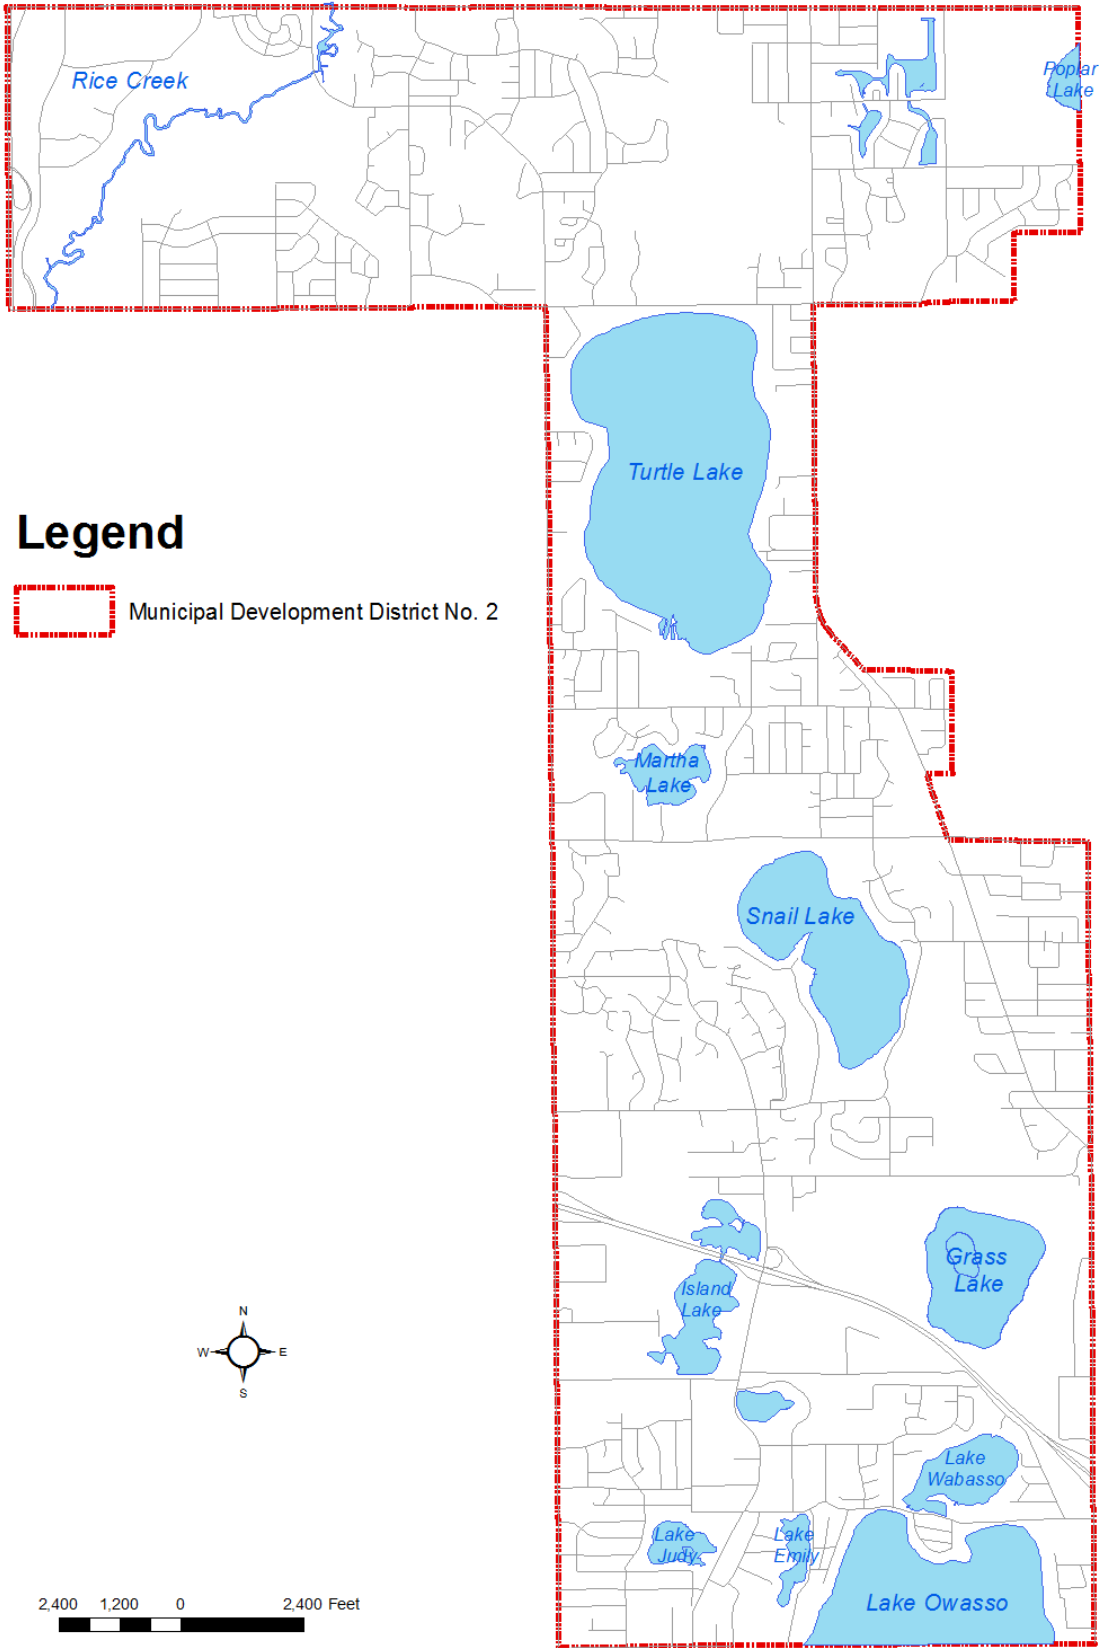 Rice Creek
Poplar
Lake
Turtle Lake
Legend
Municipal Development District No. 2
Martha
Lake
Snail Lake
Grass
Lake
Island
Lake
N
W
E
S
Lake
Wabasso
Lake
Judy
Lake
Emily
Lake Owasso
2,400 1,200 0 2,400 Feet